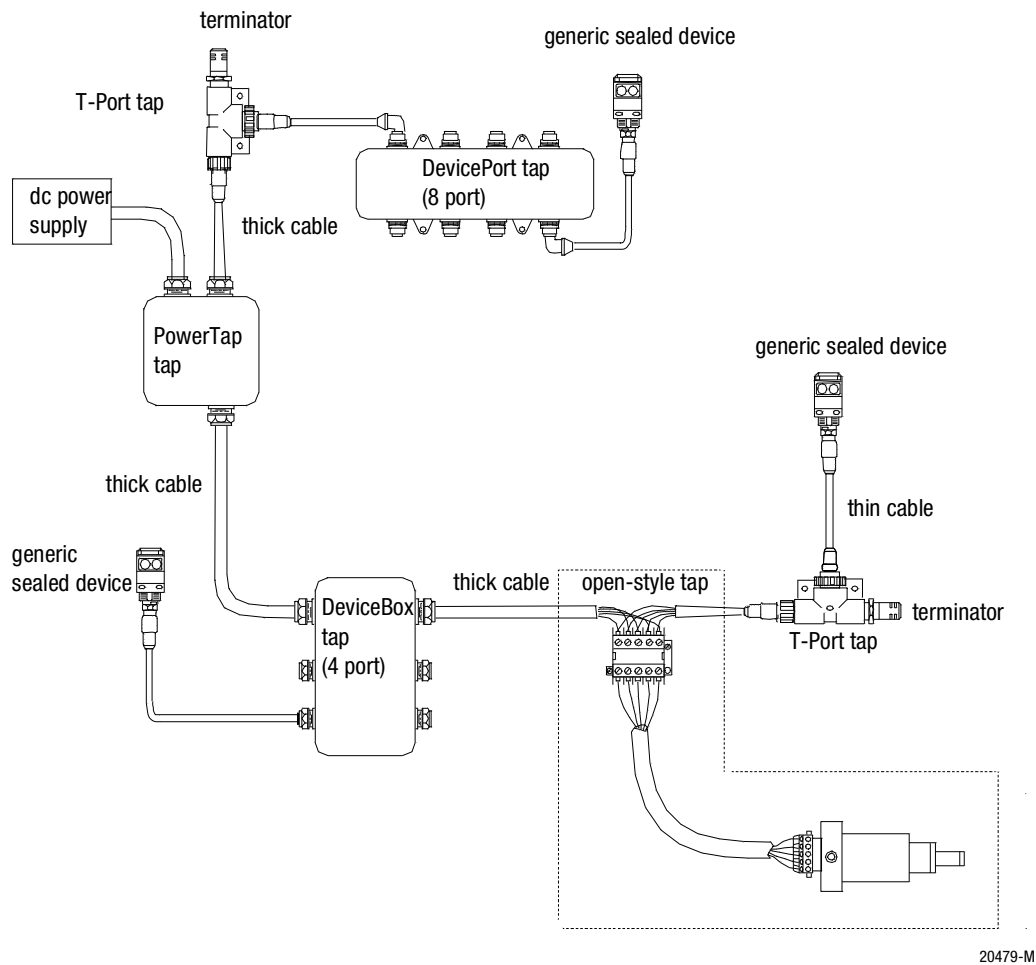 terminator
generic sealed device
T-Port tap
DevicePort tap
(8 port)
dc power
supply
thick cable
PowerTap
tap
generic sealed device
thick cable
thin cable
generic
sealed device
thick cable
open-style tap
DeviceBox
tap
(4 port)
terminator
T-Port tap
20479-M